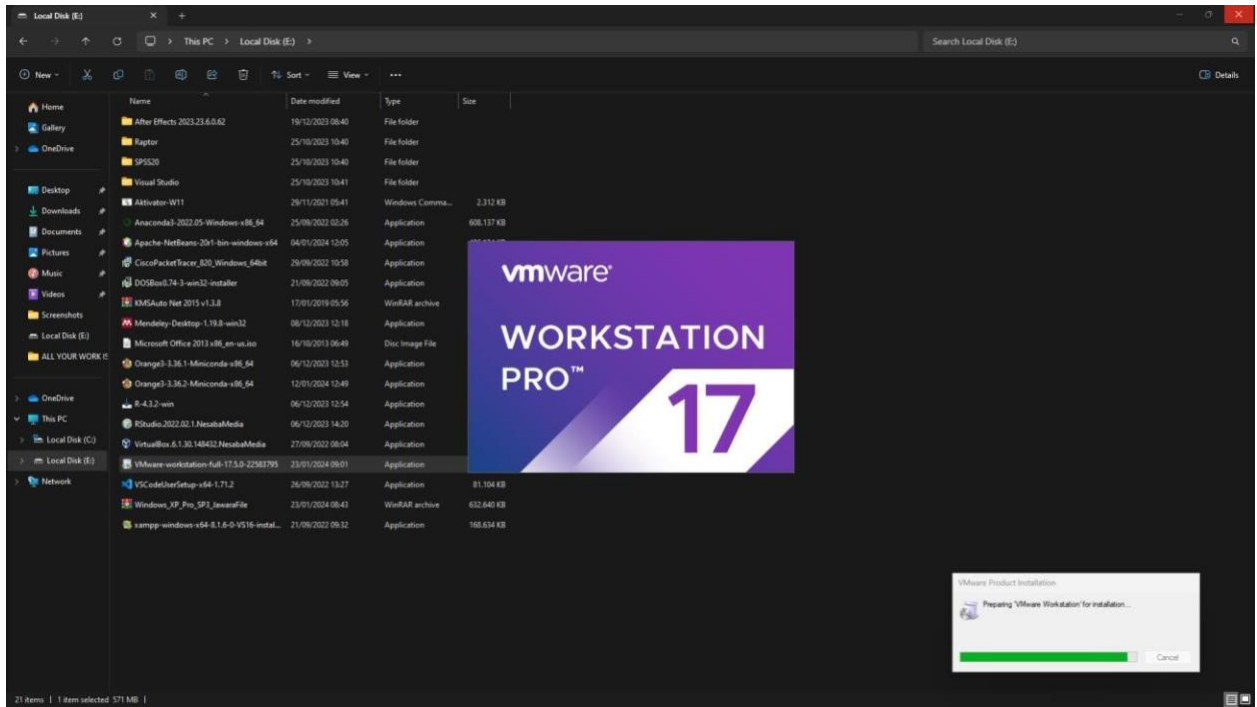 Local Disk (E:)
This PC > Local Disk (E:) >
Search Local Disk (E:)
New
Sort
View
Details
Name Date modified Type Size
Home
Gallery
OneDrive
Desktop
Downloads
Documents
Pictures
Music
Videos
Screenshots
Local Disk (E:)
ALL YOUR WORK IS
OneDrive
This PC
Local Disk (C:)
Local Disk (E:)
Network
After Effects 2023.23.6.0.62 19/12/2023 08:40 File folder
Raptor 25/10/2023 10:40 File folder
SPSS20 25/10/2023 10:40 File folder
Visual Studio 25/10/2023 10:41 File folder
Aktivator-W11 29/11/2021 05:41 Windows Comma... 2.312 KB
Anaconda3-2022.05-Windows-x86_64 25/09/2022 02:26 Application 608.137 KB
Apache-NetBeans-20r1-bin-windows-x64 04/01/2024 12:05 Application
CiscoPacketTracer_820_Windows_64bit 29/09/2022 10:58 Application
DOSBox0.74-3-win32-installer 21/09/2022 09:05 Application
KMSAuto Net 2015 v1.3.8 17/01/2019 05:56 WinRAR archive
Mendeley-Desktop-1.19.8-win32 08/12/2023 12:18 Application
Microsoft Office 2013 x86_en-us.iso 16/10/2013 06:49 Disc Image File
Orange3-3.36.1-Miniconda-x86_64 06/12/2023 12:53 Application
Orange3-3.36.2-Miniconda-x86_64 12/01/2024 12:49 Application
R-4.3.2-win 06/12/2023 12:54 Application
RStudio.2022.02.1.NesabaMedia 06/12/2023 14:20 Application
VirtualBox.6.1.30.148432.NesabaMedia 27/09/2022 08:04 Application
VMware-workstation-full-17.5.0-22583795 23/01/2024 09:01 Application
VSCodeUserSetup-x64-1.71.2 26/09/2022 13:27 Application 81.104 KB
Windows_XP_Pro_SP3_JawaraFile 23/01/2024 08:43 WinRAR archive 632.640 KB
xampp-windows-x64-8.1.6-0-VS16-instal... 21/09/2022 09:32 Application 168.634 KB
vmware®
WORKSTATION
PRO™
17
VMware Product Installation
Preparing 'VMware Workstation' for installation...
Cancel
21 items | 1 item selected 571 MB |